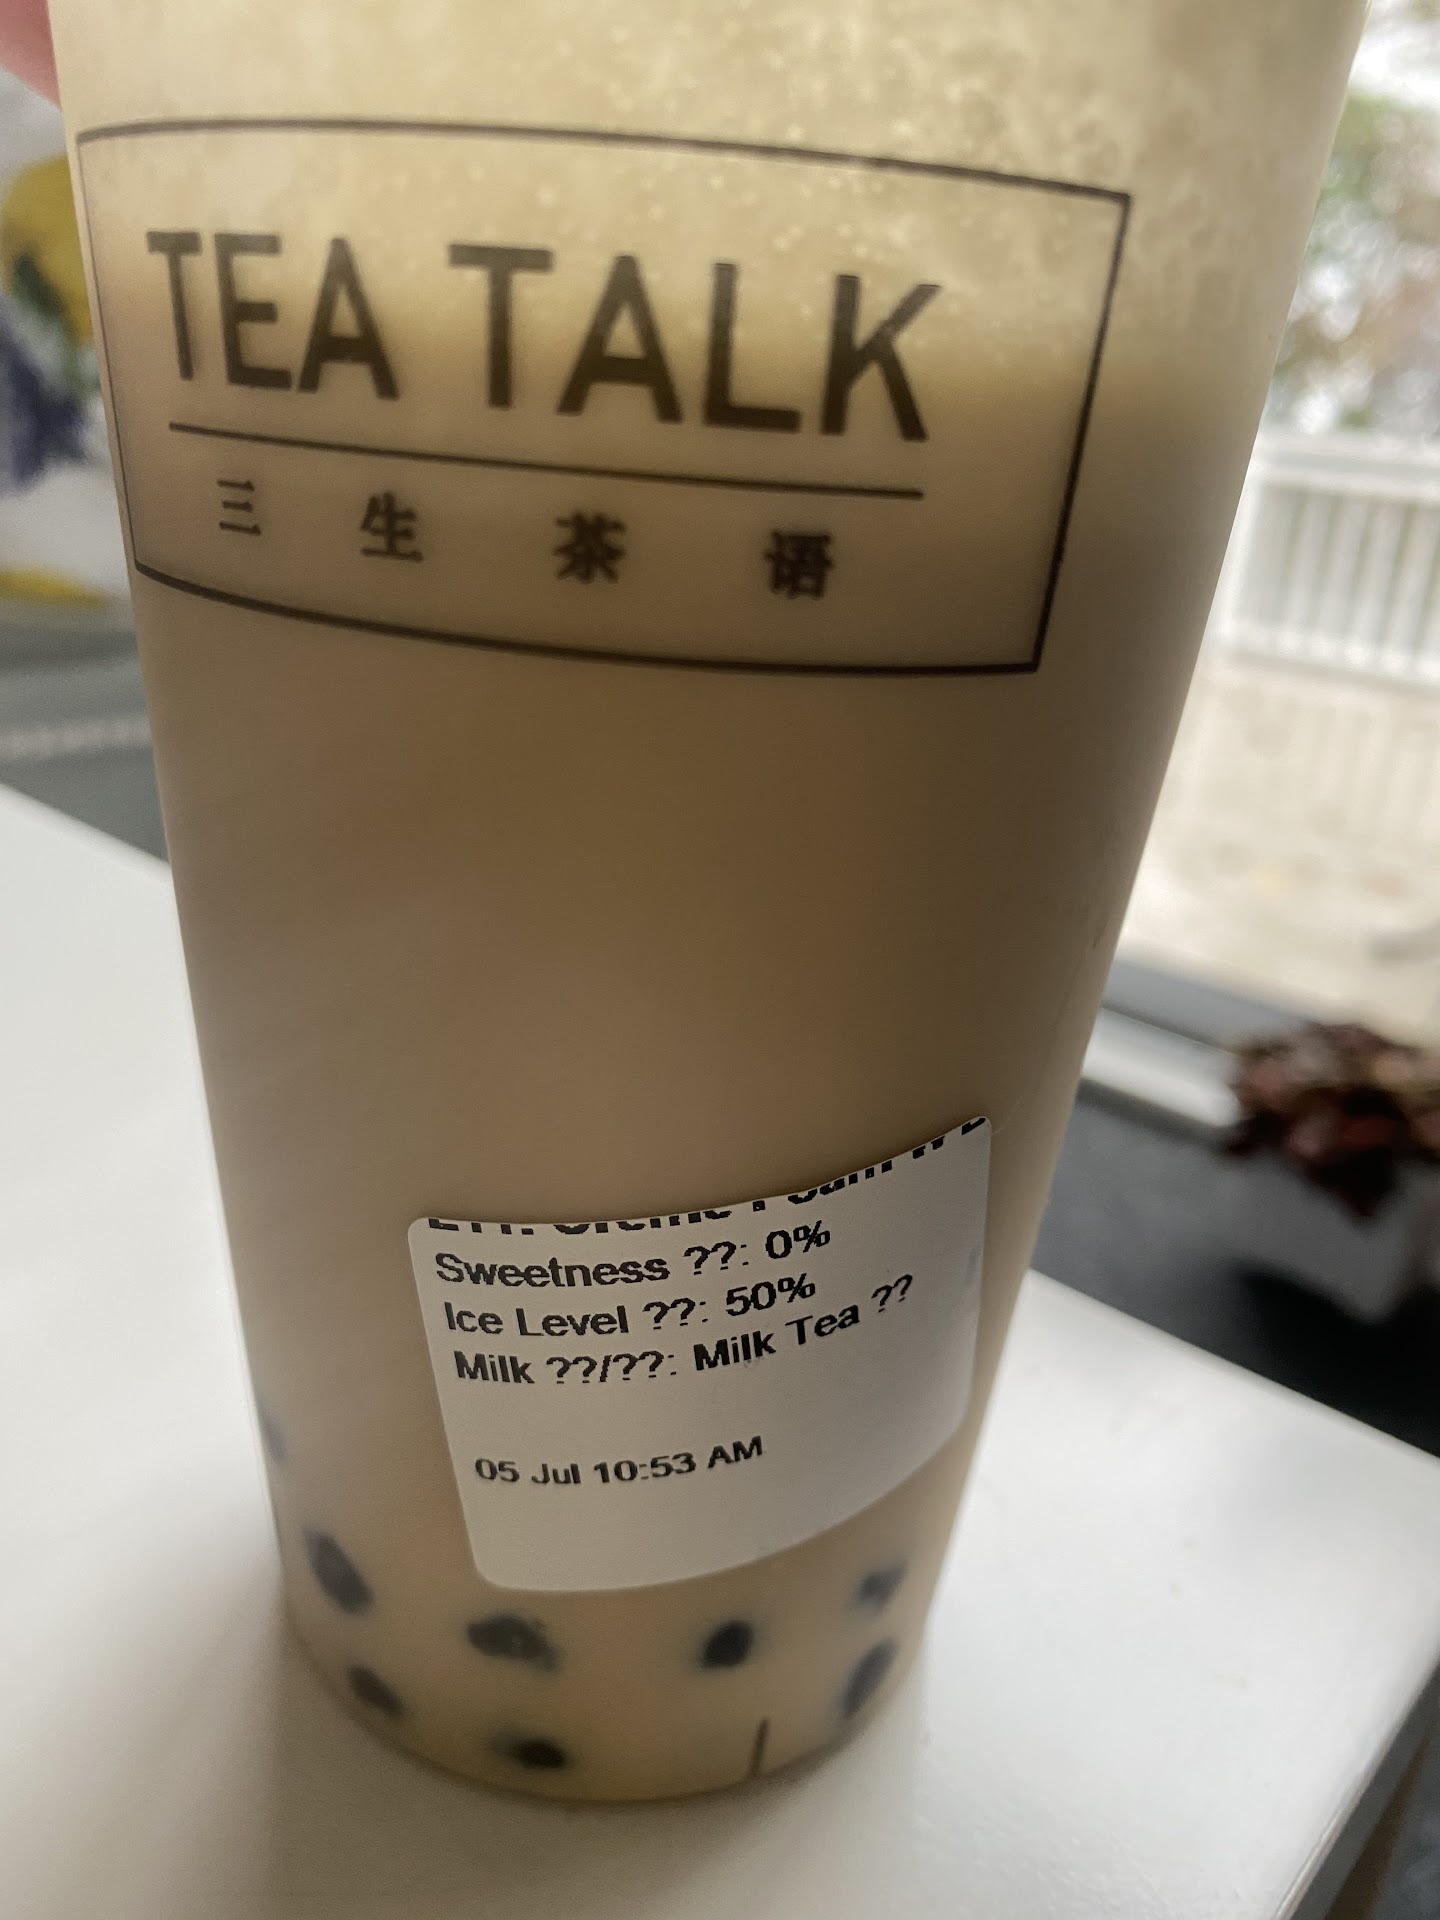 TEA TALK
三生茶语
Sweetness ??: 0%
Ice Level ??: 50%
Milk ??/??: Milk Tea ??
05 Jul 10:53 AM